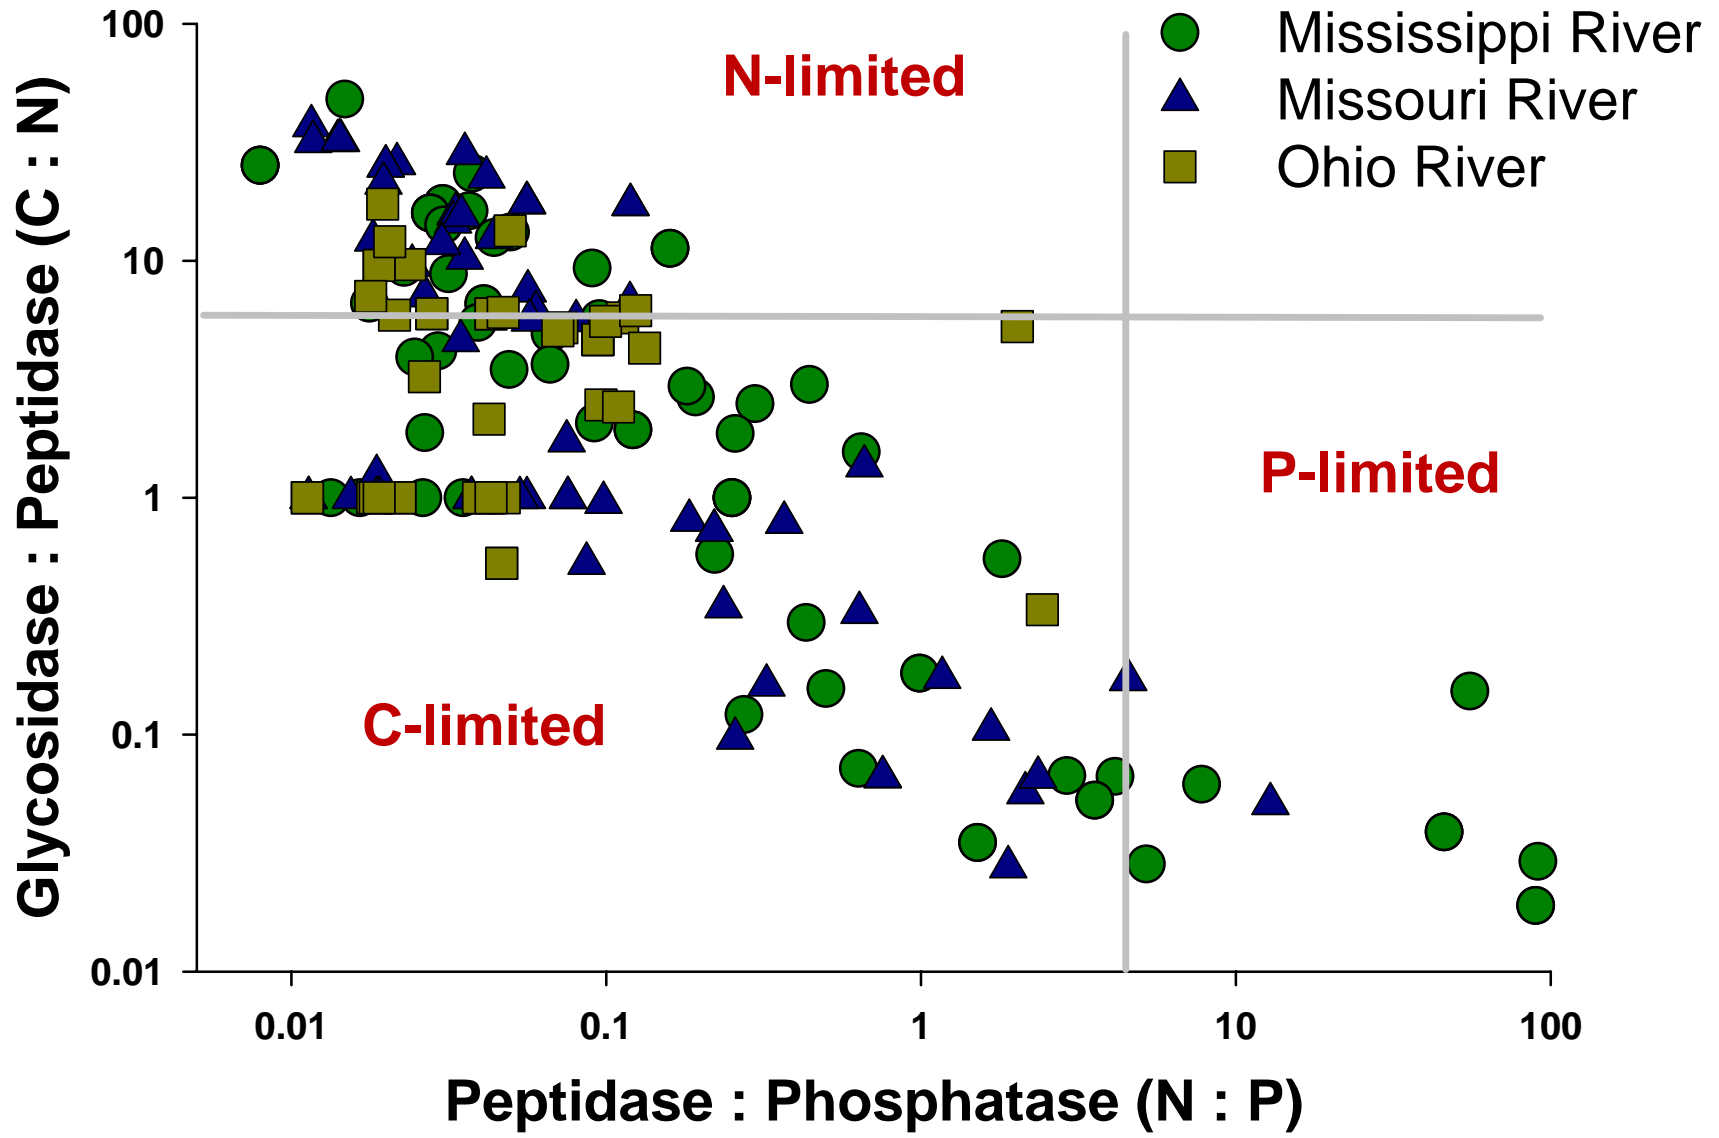 100
10
1
0.1
0.01
Glycosidase : Peptidase (C : N)
N-limited
Mississippi River
Missouri River
Ohio River
P-limited
C-limited
0.01
0.1
1
10
100
Peptidase : Phosphatase (N : P)